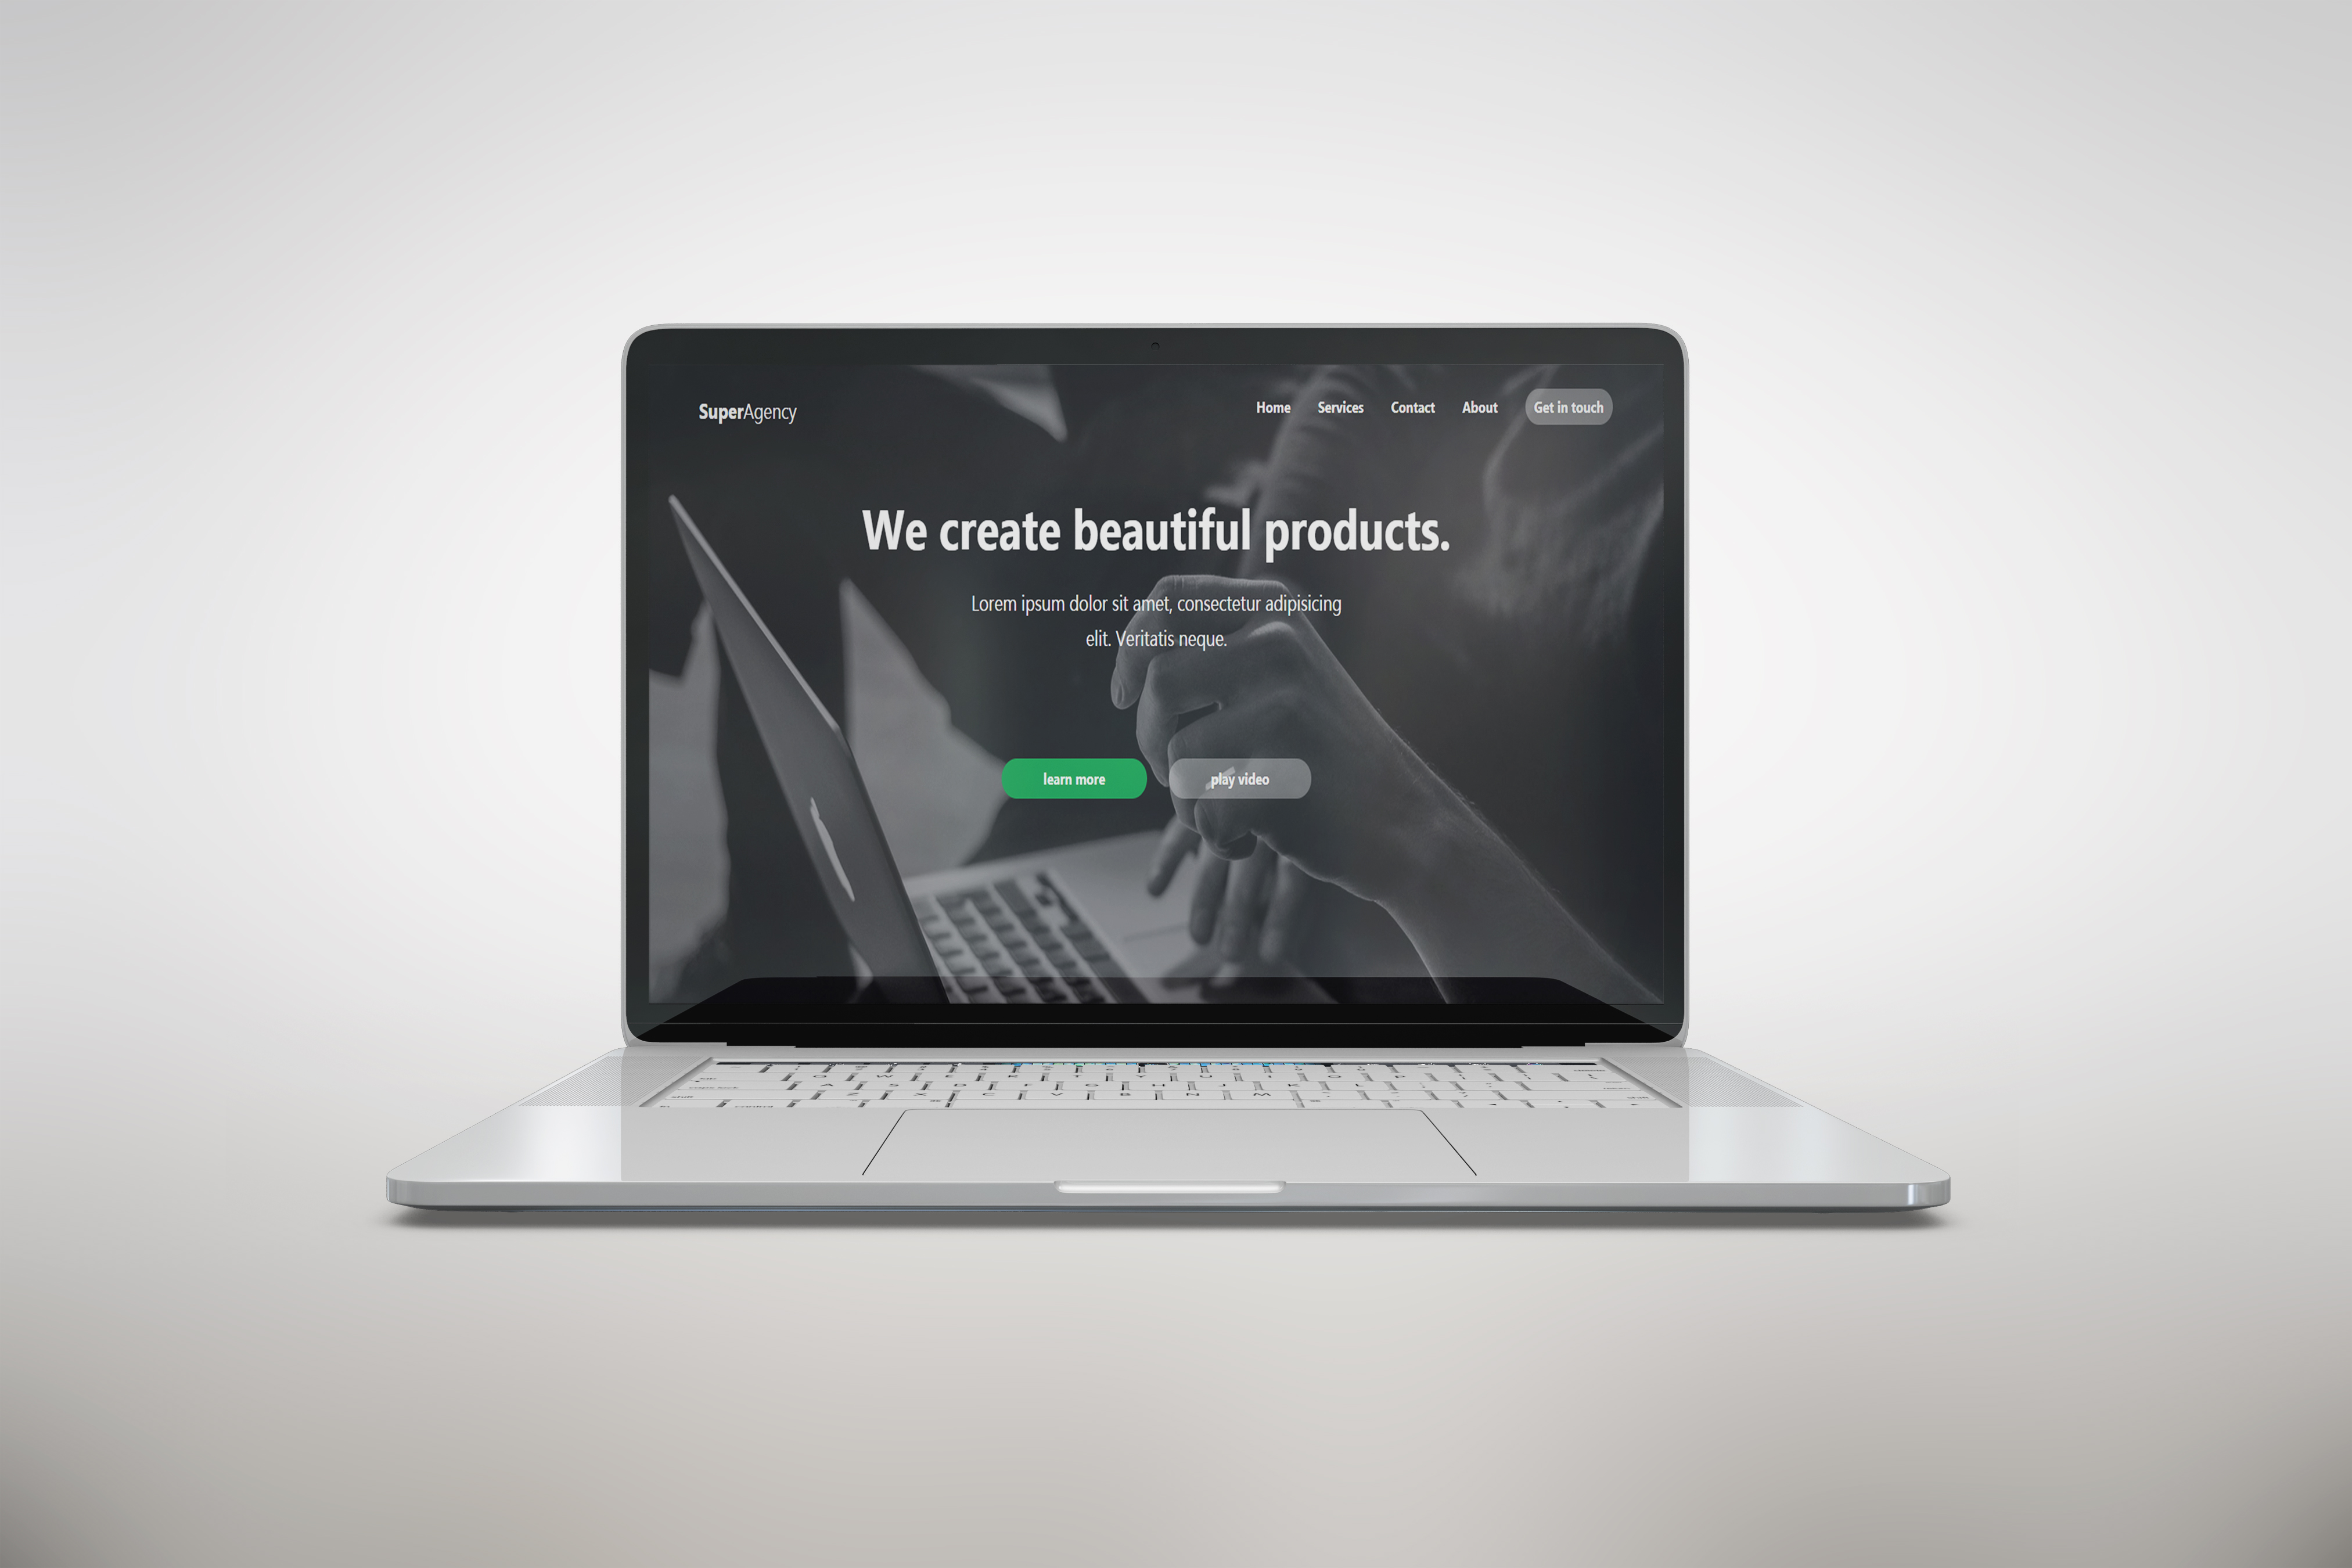 SuperAgency
Home Services Contact About Get in touch
We create beautiful products.
Lorem ipsum dolor sit amet, consectetur adipisicing
elit. Veritatis neque.
learn more play video
Q W E R T Y U I O P
A S D F G H J K L
Z X C V B N M